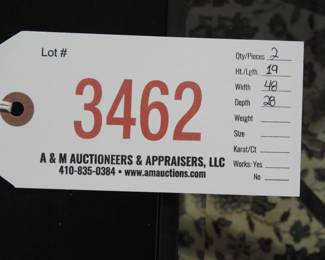 Lot #
3462
A & M AUCTIONEERS & APPRAISERS, LLC
410-835-0384 • www.amauctions.com
Qty/Pieces 2
Ht./Lgth. 19
Width 48
Depth 28
Weight
Size
Karat/Ct
Works: Yes
No